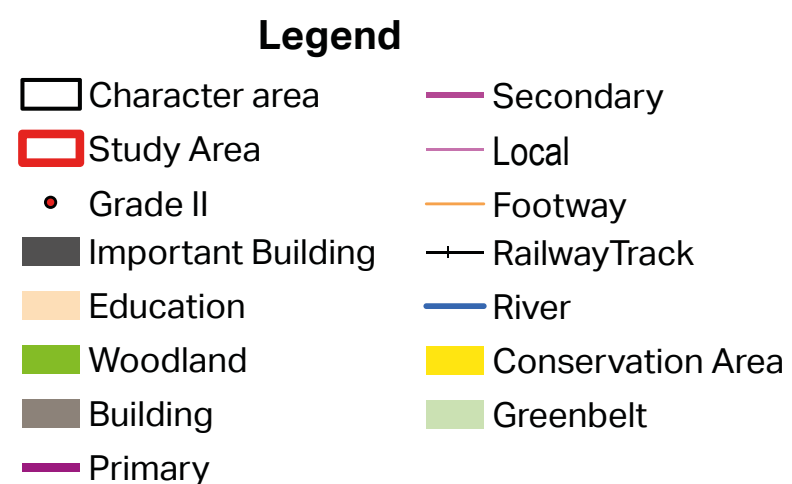 Legend
Character area
Study Area
Grade II
Important Building
Education
Woodland
Building
Primary
Secondary
Local
Footway
RailwayTrack
River
Conservation Area
Greenbelt